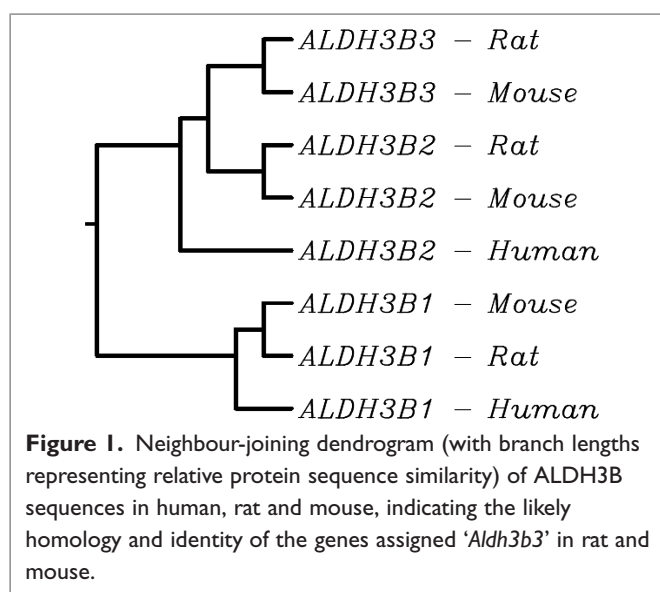 ALDH3B3 – Rat
ALDH3B3 – Mouse
ALDH3B2 – Rat
ALDH3B2 – Mouse
ALDH3B2 – Human
ALDH3B1 – Mouse
ALDH3B1 – Rat
ALDH3B1 – Human
Figure 1. Neighbour-joining dendrogram (with branch lengths
representing relative protein sequence similarity) of ALDH3B
sequences in human, rat and mouse, indicating the likely
homology and identity of the genes assigned ‘Aldh3b3’ in rat and
mouse.